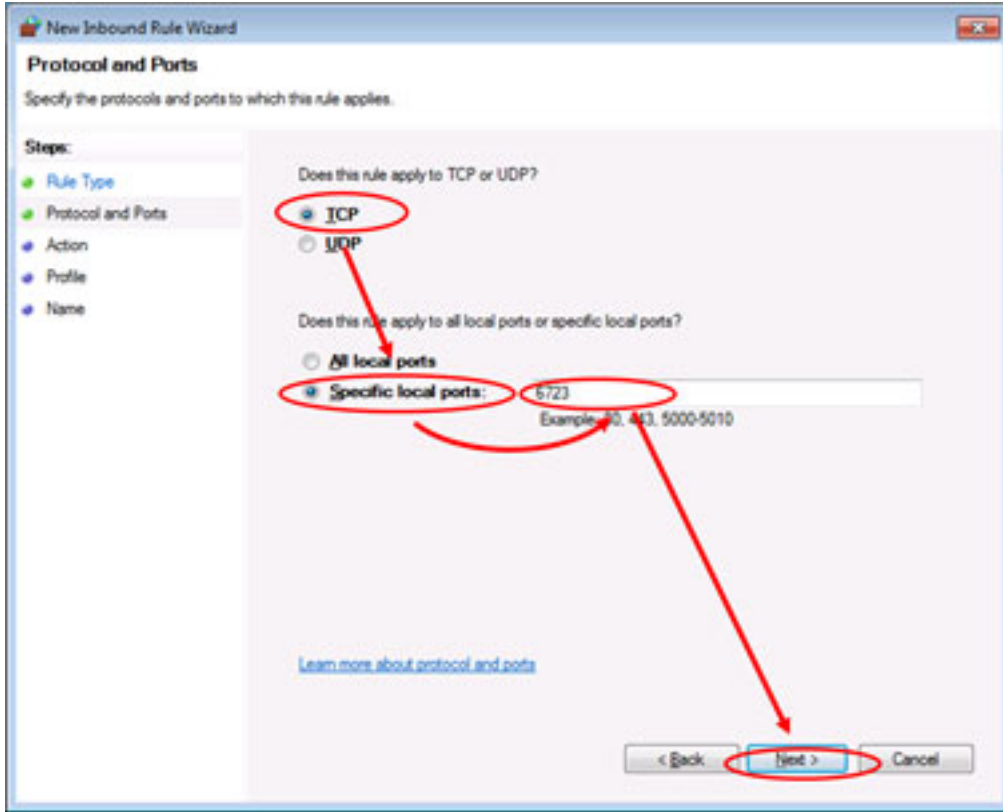 New Inbound Rule Wizard
Protocol and Ports
Specify the protocols and ports to which this rule applies.
Steps:
Rule Type
Protocol and Ports
Action
Profile
Name
Does this rule apply to TCP or UDP?
TCP
UDP
Does this rule apply to all local ports or specific local ports?
All local ports
Specific local ports:
6723
Example: 80, 443, 5000-5010
Learn more about protocol and ports
< Back
Next >
Cancel